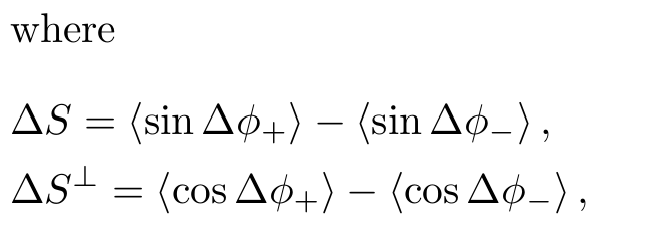 where
ΔS = ⟨sin Δϕ₊⟩ − ⟨sin Δϕ₋⟩ ,
ΔS^⊥ = ⟨cos Δϕ₊⟩ − ⟨cos Δϕ₋⟩ ,